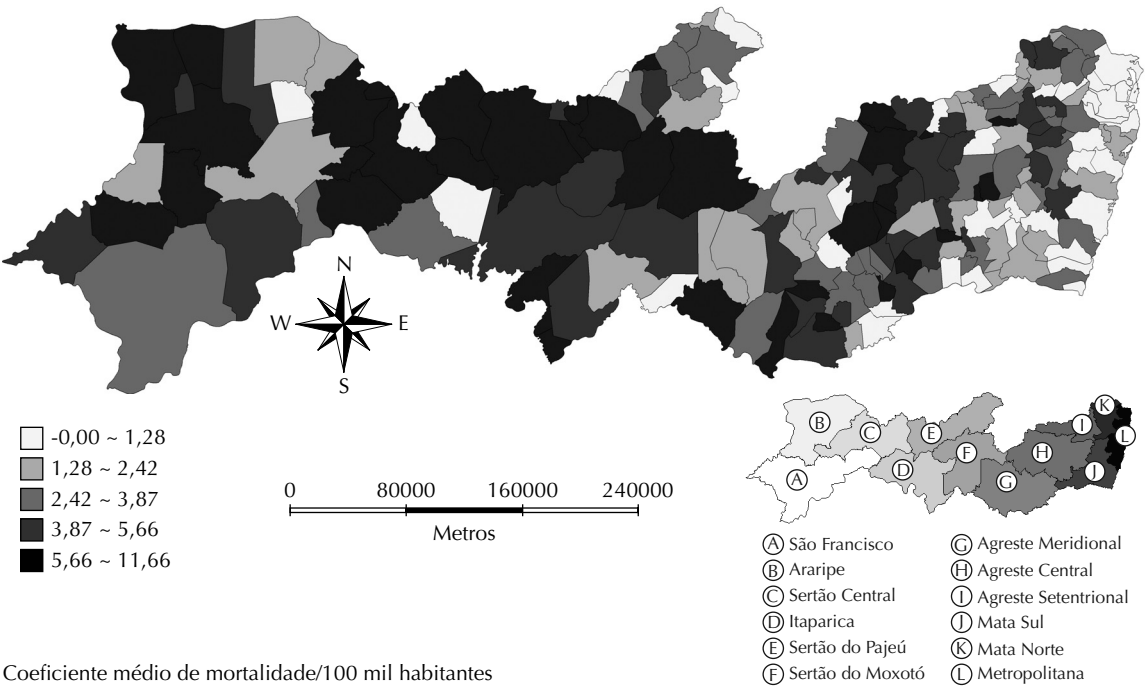 N
W E
S
-0,00 ~ 1,28
1,28 ~ 2,42
2,42 ~ 3,87
3,87 ~ 5,66
5,66 ~ 11,66
0 80000 160000 240000
Metros
K
B
I
C
E
L
H
F
D
J
A
G
A São Francisco
B Araripe
C Sertão Central
D Itaparica
E Sertão do Pajeú
F Sertão do Moxotó
G Agreste Meridional
H Agreste Central
I Agreste Setentrional
J Mata Sul
K Mata Norte
L Metropolitana
Coeficiente médio de mortalidade/100 mil habitantes